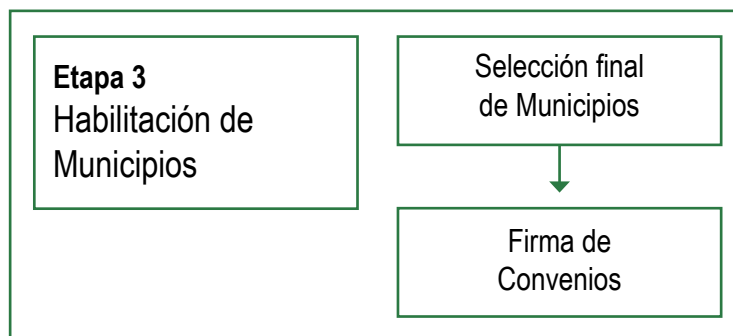 Etapa 3
Habilitación de
Municipios
Selección final
de Municipios
Firma de
Convenios